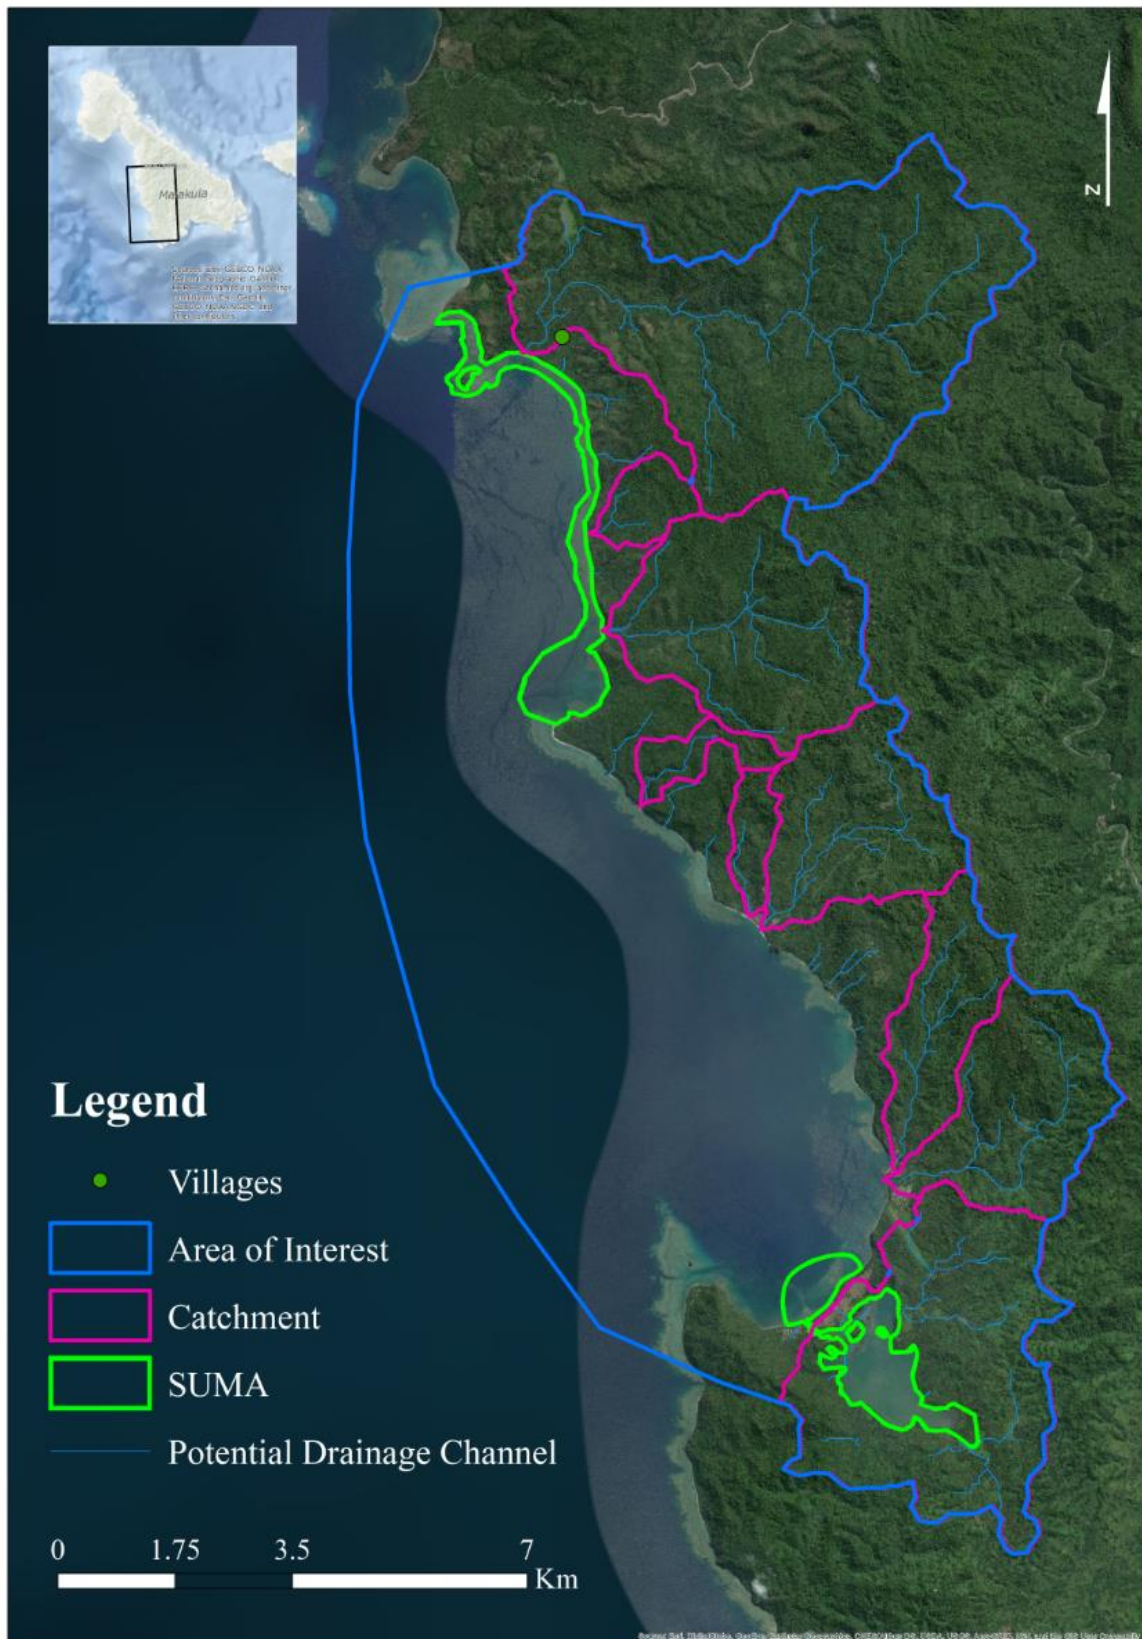 Malakula
N
Legend
Villages
Area of Interest
Catchment
SUMA
Potential Drainage Channel
0 1.75 3.5 7
Km